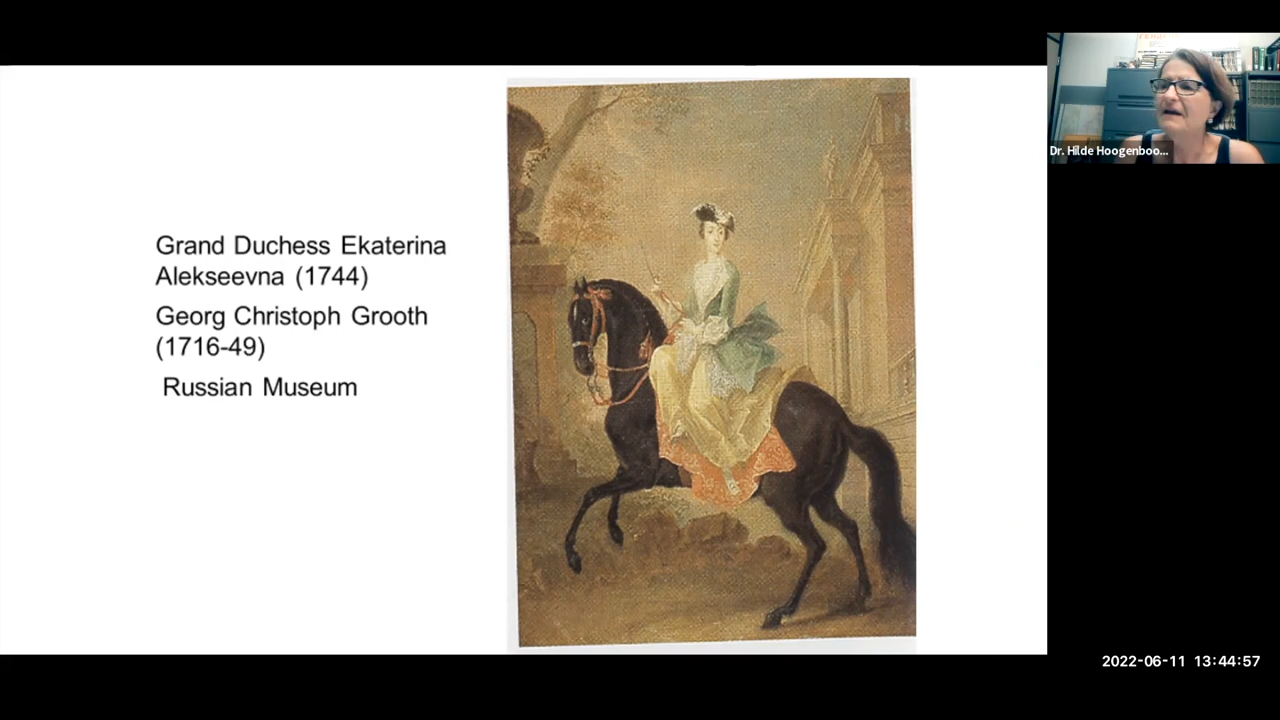 Grand Duchess Ekaterina
Alekseevna (1744)
Georg Christoph Grooth
(1716-49)
Russian Museum
Dr. Hilde Hoogenboo...
2022-06-11 13:44:57